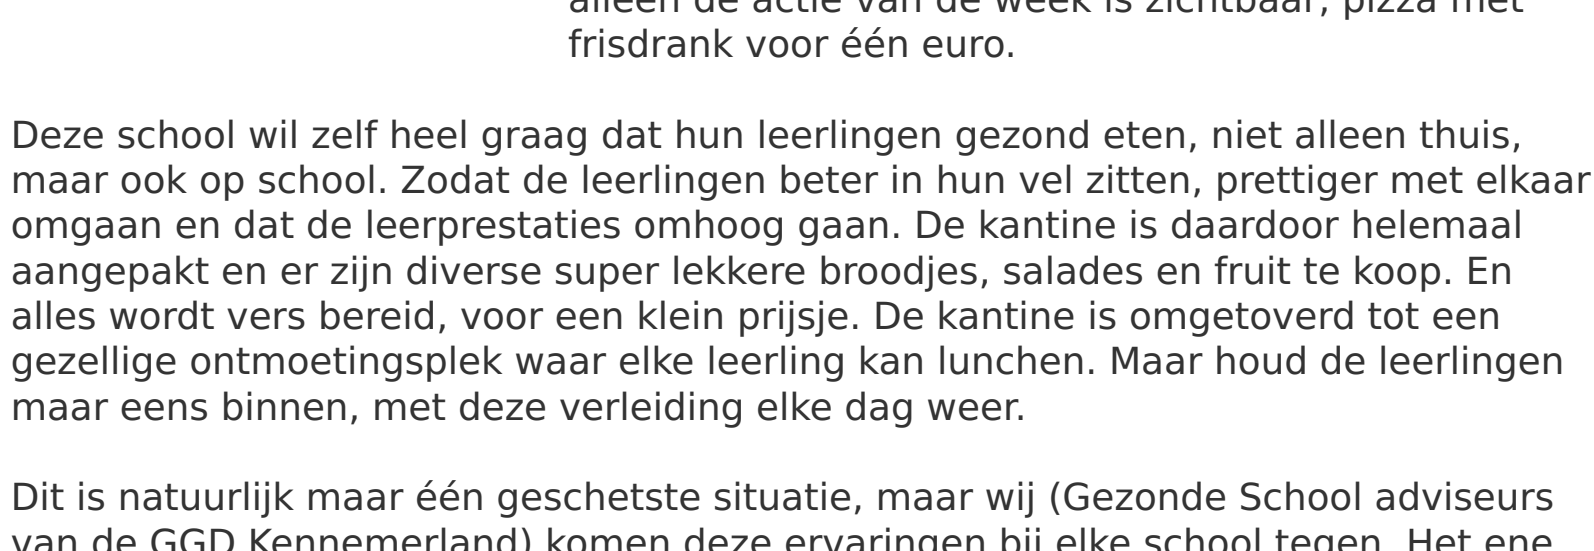 alleen de actie van de week is zichtbaar, pizza met
frisdrank voor één euro.
Deze school wil zelf heel graag dat hun leerlingen gezond eten, niet alleen thuis,
maar ook op school. Zodat de leerlingen beter in hun vel zitten, prettiger met elkaar
omgaan en dat de leerprestaties omhoog gaan. De kantine is daardoor helemaal
aangepakt en er zijn diverse super lekkere broodjes, salades en fruit te koop. En
alles wordt vers bereid, voor een klein prijsje. De kantine is omgetoverd tot een
gezellige ontmoetingsplek waar elke leerling kan lunchen. Maar houd de leerlingen
maar eens binnen, met deze verleiding elke dag weer.
Dit is natuurlijk maar één geschetste situatie, maar wij (Gezonde School adviseurs
van de GGD Kennemerland) komen deze ervaringen bij elke school tegen. Het ene